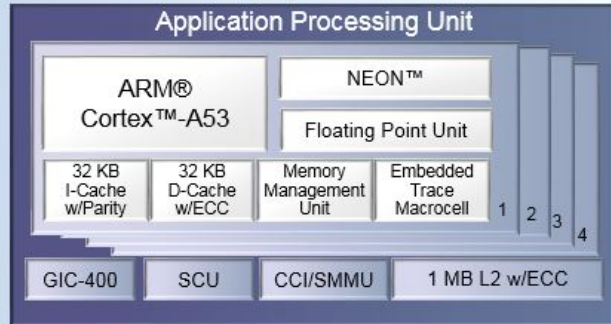 Application Processing Unit
ARM®
Cortex™-A53
NEON™
Floating Point Unit
32 KB
I-Cache
w/Parity
32 KB
D-Cache
w/ECC
Memory
Management
Unit
Embedded
Trace
Macrocell
1
2
3
4
GIC-400
SCU
CCI/SMMU
1 MB L2 w/ECC